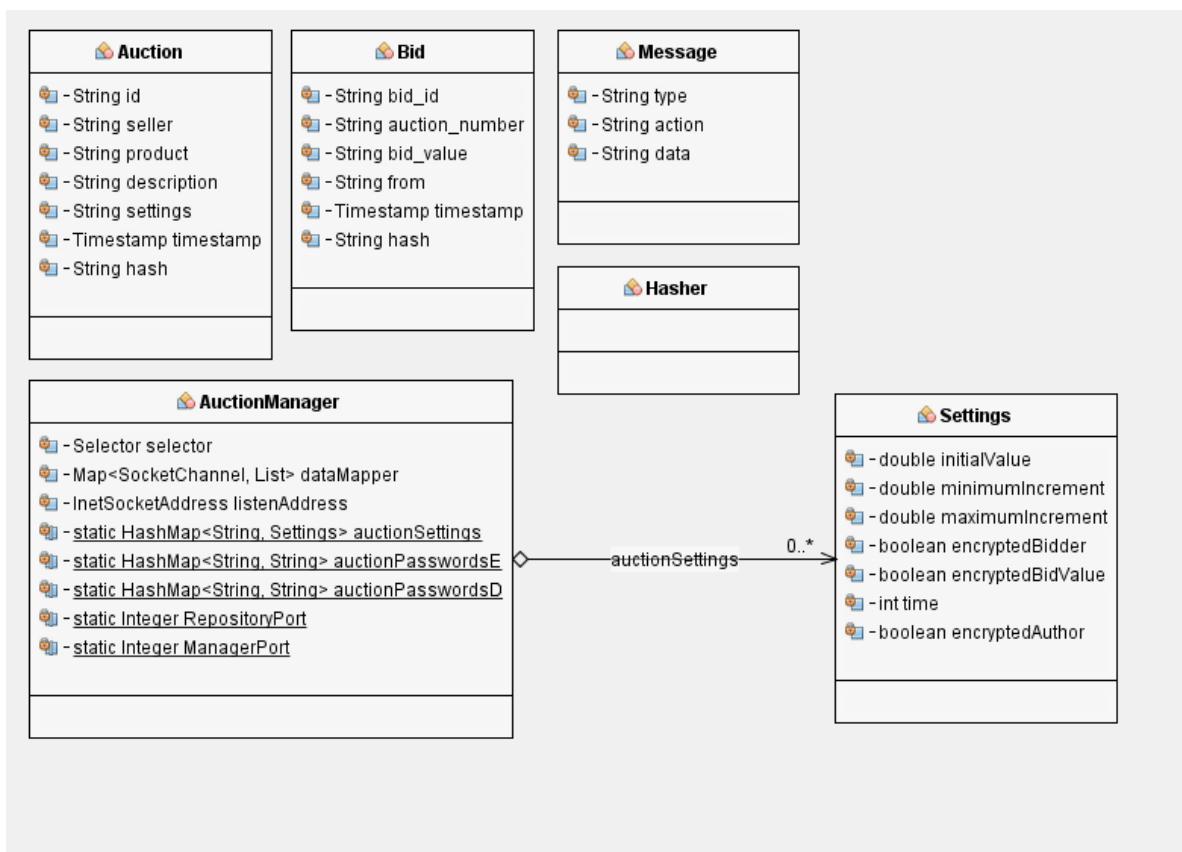 Auction
- String id
- String seller
- String product
- String description
- String settings
- Timestamp timestamp
- String hash
Bid
- String bid_id
- String auction_number
- String bid_value
- String from
- Timestamp timestamp
- String hash
Message
- String type
- String action
- String data
Hasher
AuctionManager
- Selector selector
- Map<SocketChannel, List> dataMapper
- InetSocketAddress listenAddress
- static HashMap<String, Settings> auctionSettings
- static HashMap<String, String> auctionPasswordsE
- static HashMap<String, String> auctionPasswordsD
- static Integer RepositoryPort
- static Integer ManagerPort
auctionSettings
0..*
Settings
- double initialValue
- double minimumIncrement
- double maximumIncrement
- boolean encryptedBidder
- boolean encryptedBidValue
- int time
- boolean encryptedAuthor